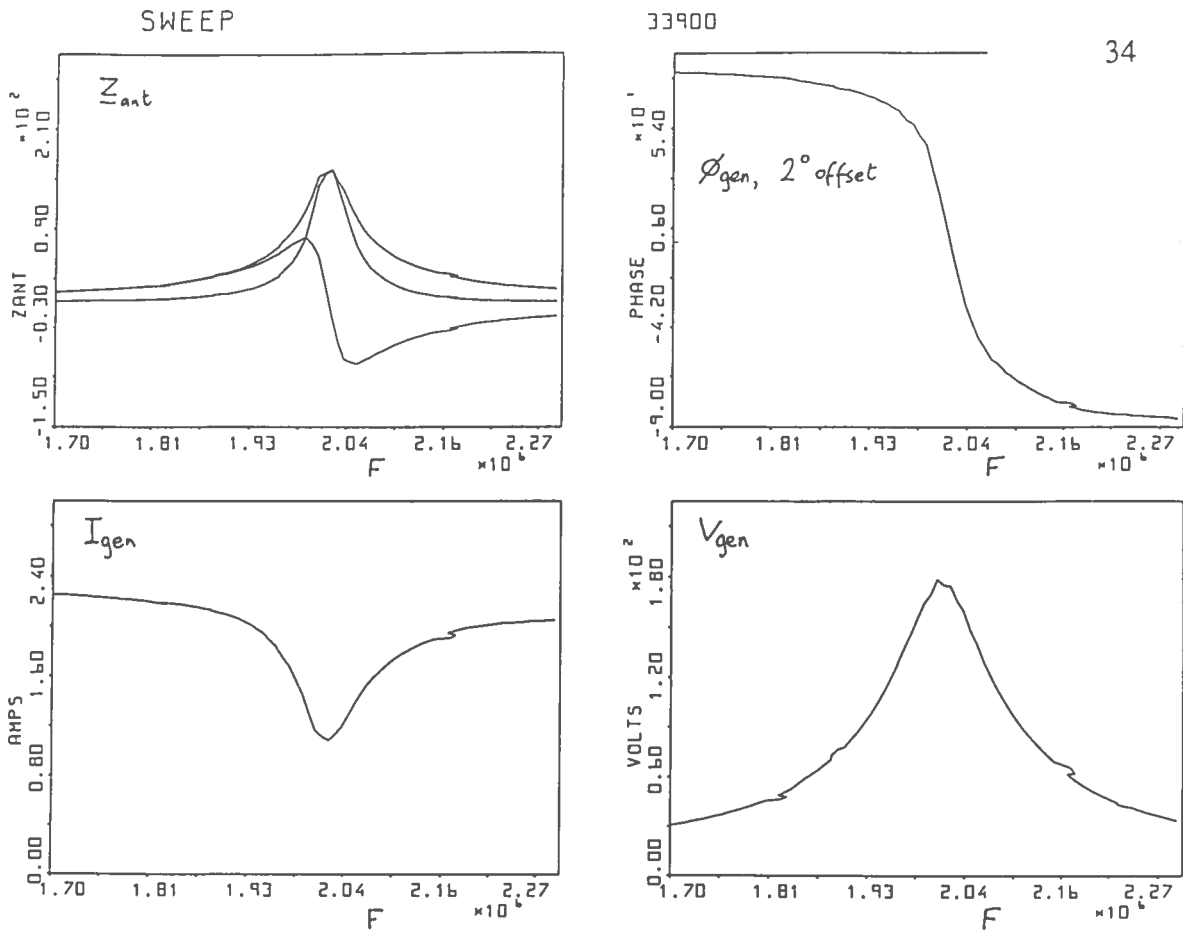 SWEEP
33900
34
Z ant
ZANT
×10²
2.10
0.90
-0.30
-1.50
1.70 1.81 1.93 2.04 2.16 2.27
F
×10⁶
φgen, 2° offset
PHASE
×10¹
5.40
0.60
-4.20
-9.00
1.70 1.81 1.93 2.04 2.16 2.27
F
×10⁶
Igen
AMPS
2.40
1.60
0.80
0.00
1.70 1.81 1.93 2.04 2.16 2.27
F
×10⁶
Vgen
VOLTS
×10²
1.80
1.20
0.60
0.00
1.70 1.81 1.93 2.04 2.16 2.27
F
×10⁶